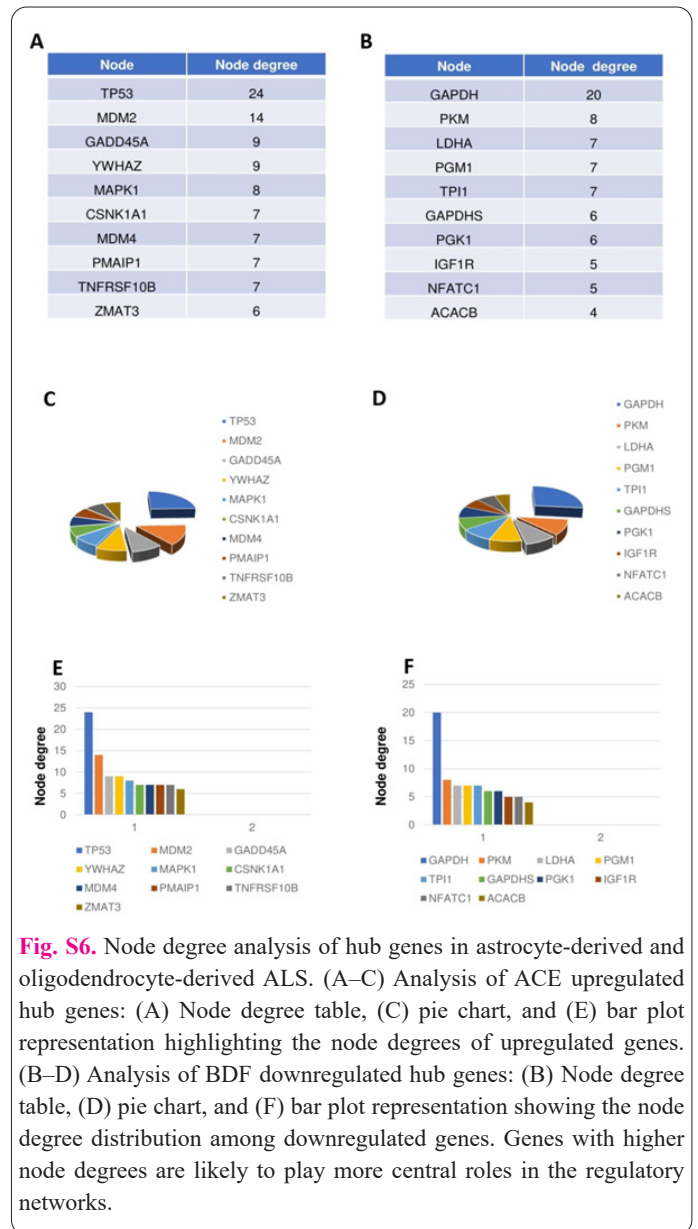 A
Node Node degree
TP53 24
MDM2 14
GADD45A 9
YWHAZ 9
MAPK1 8
CSNK1A1 7
MDM4 7
PMAIP1 7
TNFRSF10B 7
ZMAT3 6
B
Node Node degree
GAPDH 20
PKM 8
LDHA 7
PGM1 7
TPI1 7
GAPDHS 6
PGK1 6
IGF1R 5
NFATC1 5
ACACB 4
C
TP53
MDM2
GADD45A
YWHAZ
MAPK1
CSNK1A1
MDM4
PMAIP1
TNFRSF10B
ZMAT3
D
GAPDH
PKM
LDHA
PGM1
TPI1
GAPDHS
PGK1
IGF1R
NFATC1
ACACB
E
Node degree
30
25
20
15
10
5
0
1 2
TP53 MDM2 GADD45A
YWHAZ MAPK1 CSNK1A1
MDM4 PMAIP1 TNFRSF10B
ZMAT3
F
Node degree
25
20
15
10
5
0
1 2
GAPDH PKM LDHA PGM1
TPI1 GAPDHS PGK1 IGF1R
NFATC1 ACACB
Fig. S6. Node degree analysis of hub genes in astrocyte-derived and
oligodendrocyte-derived ALS. (A–C) Analysis of ACE upregulated
hub genes: (A) Node degree table, (C) pie chart, and (E) bar plot
representation highlighting the node degrees of upregulated genes.
(B–D) Analysis of BDF downregulated hub genes: (B) Node degree
table, (D) pie chart, and (F) bar plot representation showing the node
degree distribution among downregulated genes. Genes with higher
node degrees are likely to play more central roles in the regulatory
networks.